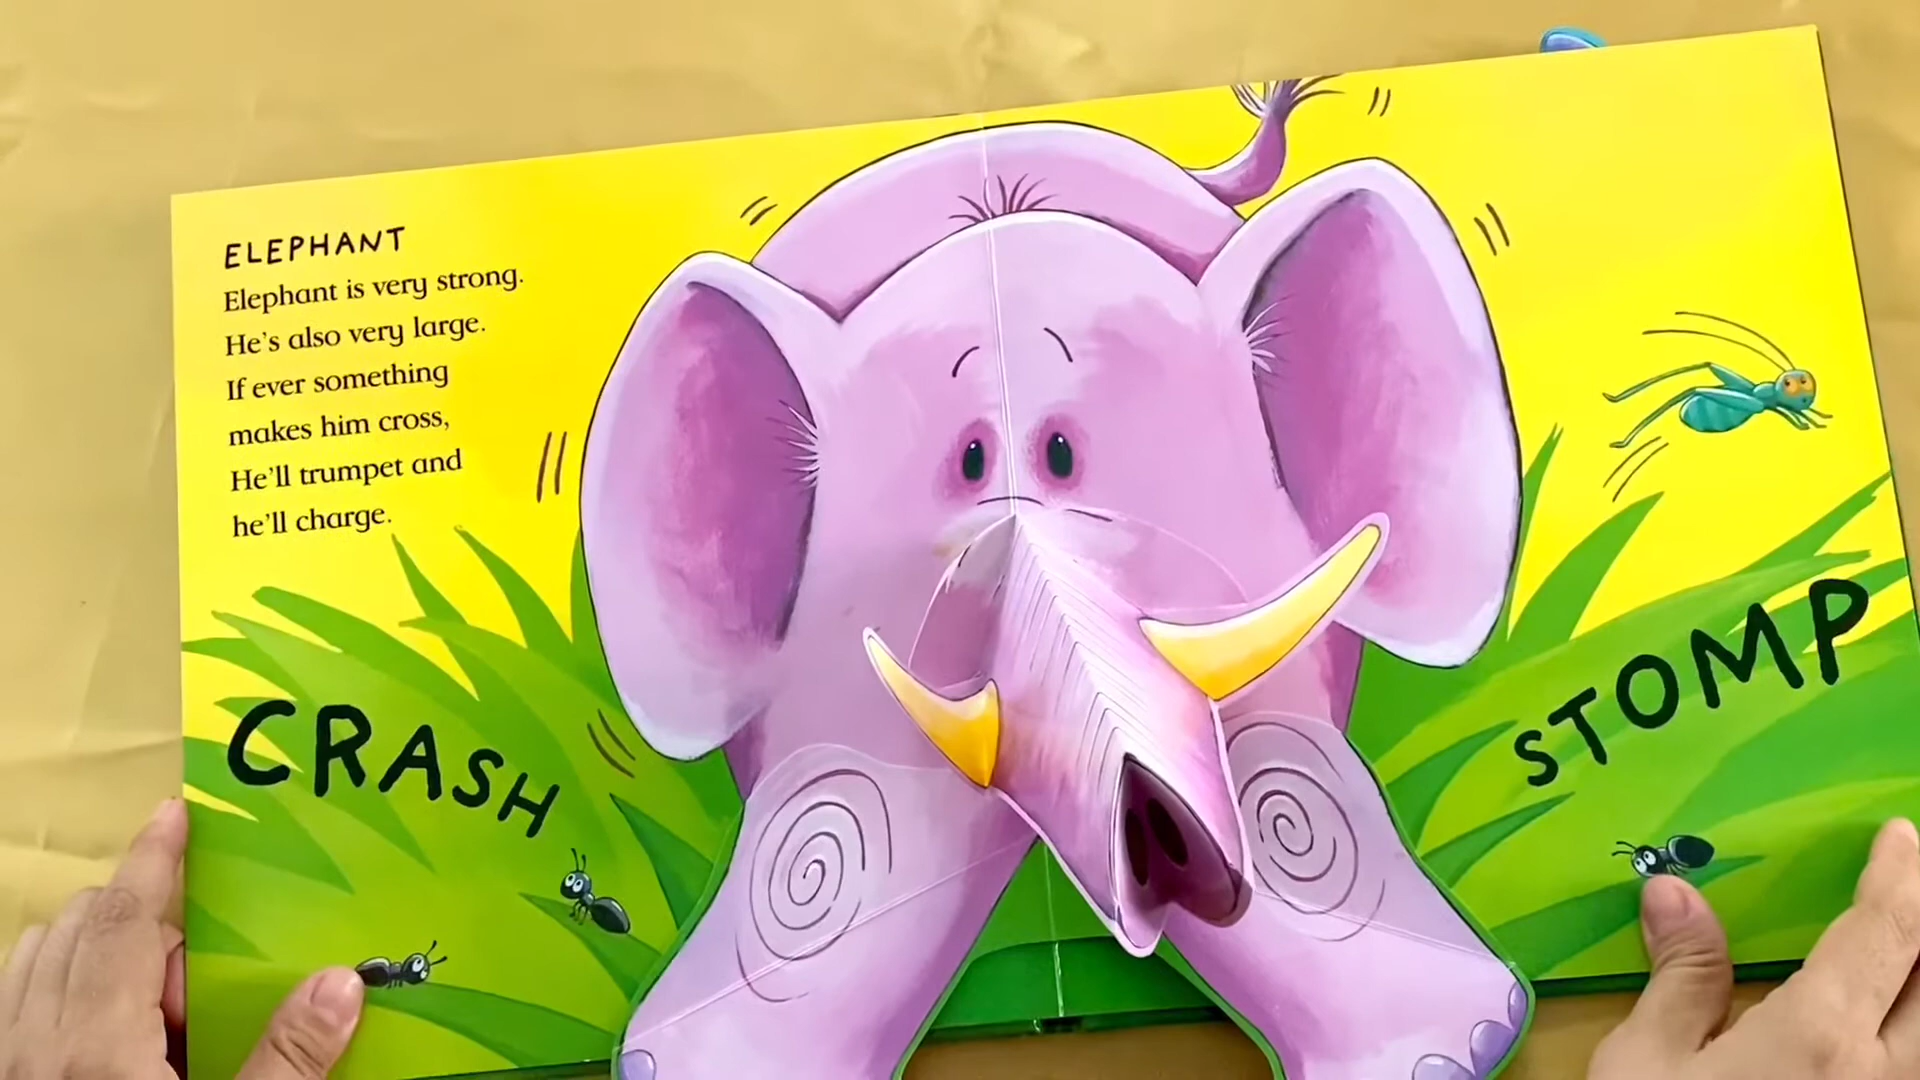 ELEPHANT
Elephant is very strong.
He's also very large.
If ever something
makes him cross,
He'll trumpet and
he'll charge.
CRASH
STOMP